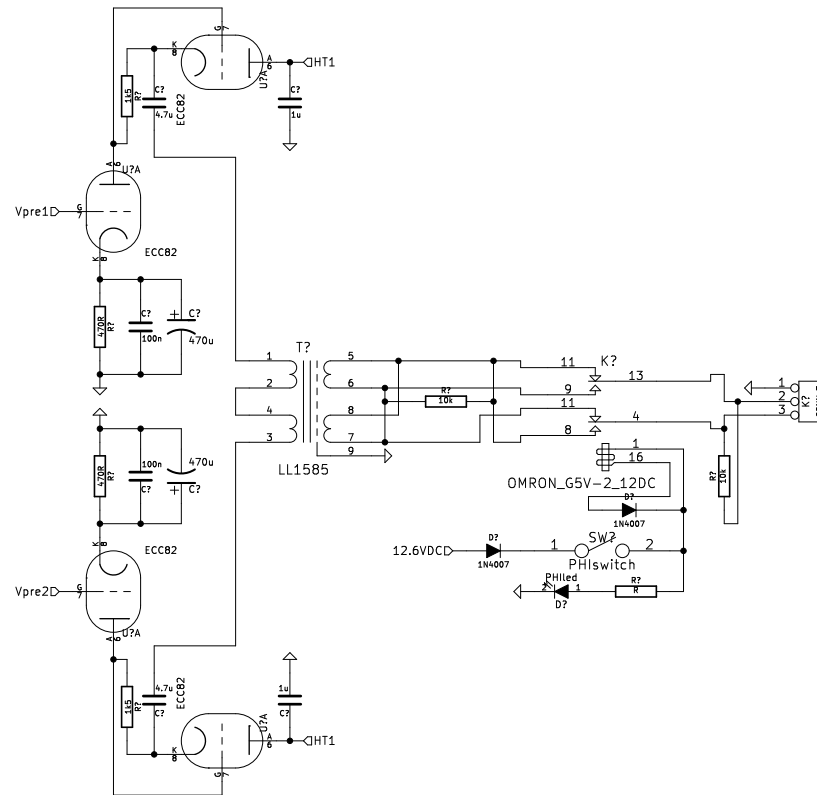 G
7
K
8
A
6
HT1
U?A
ECC82
1k5
R?
C?
4.7u
C?
1u
A
6
U?A
Vpre1
G
7
K
8
ECC82
470R
R?
C?
100n
C?
470u
T?
1
2
4
3
5
6
8
7
9
LL1585
R?
10k
11
9
11
8
K?
13
4
1
2
3
K?
R?
10k
1
16
OMRON_G5V-2_12DC
D?
1N4007
12.6VDC
D?
1N4007
1
SW?
2
PHIswitch
PHIled
2
1
D?
R?
R
470R
R?
100n
C?
470u
C?
K
8
ECC82
Vpre2
G
7
U?A
A
6
1k5
R?
4.7u
C?
ECC82
1u
C?
U?A
K
8
A
6
HT1
G
7